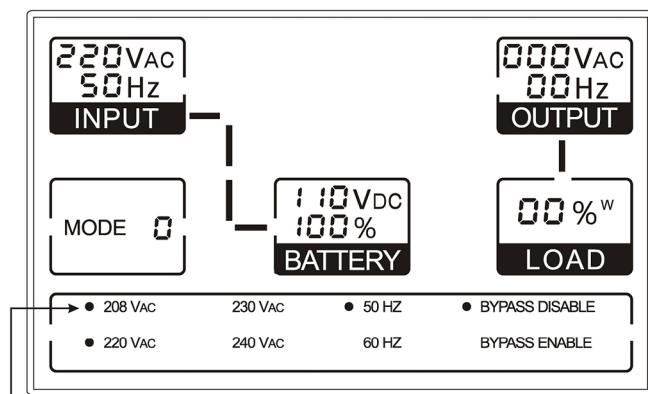 220VAC
50Hz
INPUT
000VAC
00Hz
OUTPUT
MODE 0
110VDC
100%
BATTERY
00%W
LOAD
208 VAC 230 VAC 50 HZ BYPASS DISABLE
220 VAC 240 VAC 60 HZ BYPASS ENABLE